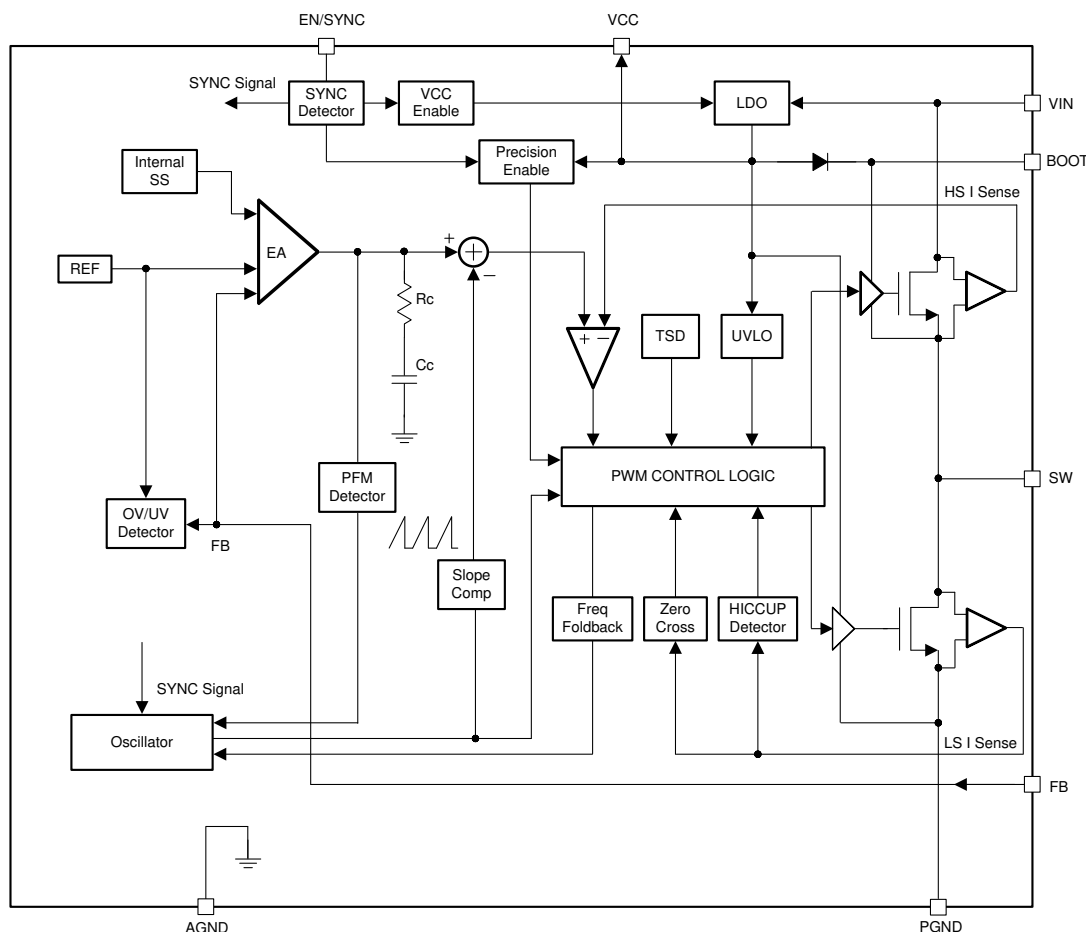 EN/SYNC
VCC
SYNC Signal
SYNC
Detector
VCC
Enable
LDO
VIN
Internal
SS
Precision
Enable
BOOT
HS I Sense
+
−
EA
REF
Rc
Cc
+ −
TSD
UVLO
PFM
Detector
PWM CONTROL LOGIC
SW
OV/UV
Detector
FB
Slope
Comp
Freq
Foldback
Zero
Cross
HICCUP
Detector
SYNC Signal
Oscillator
LS I Sense
FB
AGND
PGND